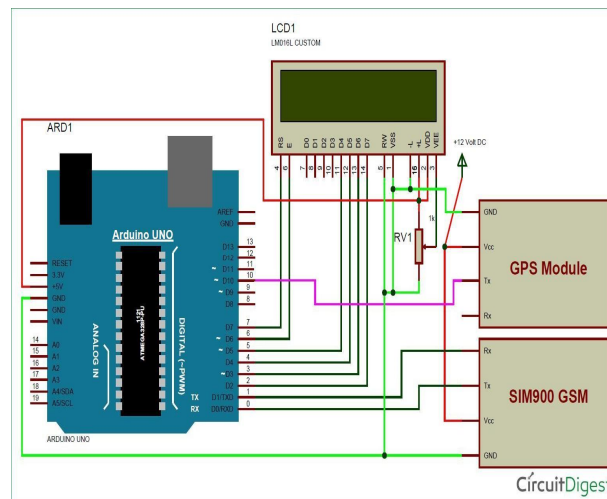 LCD1
LM016L CUSTOM
RS
E
D0
D1
D2
D3
D4
D5
D6
D7
RW
VSS
-L
+L
VDD
VEE
4
6
7
8
9
10
11
12
13
14
5
1
16
2
3
+12 Volt DC
ARD1
Arduino UNO
RESET
3.3V
+5V
GND
GND
VIN
14 A0
15 A1
16 A2
17 A3
18 A4/SDA
19 A5/SCL
ANALOG IN
1121
ATMEGA328P-PU
DIGITAL (~PWM)
AREF
GND
D13 13
D12 12
~ D11 11
~ D10 10
~ D9 9
D8 8
D7 7
~ D6 6
~ D5 5
D4 4
~D3 3
D2 2
TX D1/TXD 1
RX D0/RXD 0
ARDUINO UNO
RV1
1k
GND
Vcc
Tx
Rx
GPS Module
Rx
Tx
Vcc
GND
SIM900 GSM
CircuitDigest